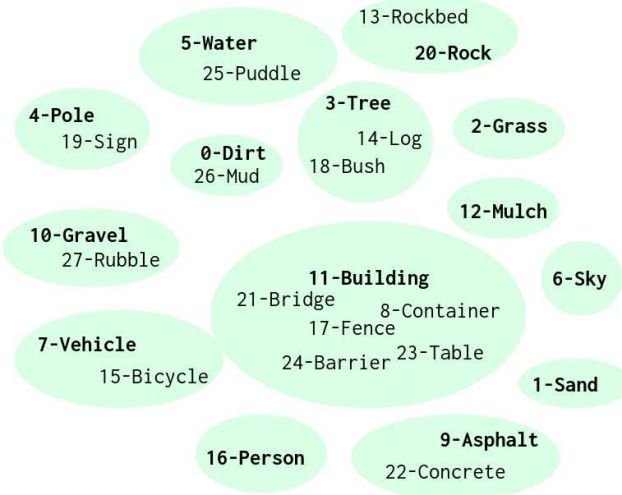 13-Rockbed
20-Rock
5-Water
25-Puddle
3-Tree
14-Log
18-Bush
4-Pole
19-Sign
2-Grass
0-Dirt
26-Mud
12-Mulch
10-Gravel
27-Rubble
11-Building
21-Bridge
8-Container
17-Fence
24-Barrier
23-Table
6-Sky
7-Vehicle
15-Bicycle
1-Sand
16-Person
9-Asphalt
22-Concrete